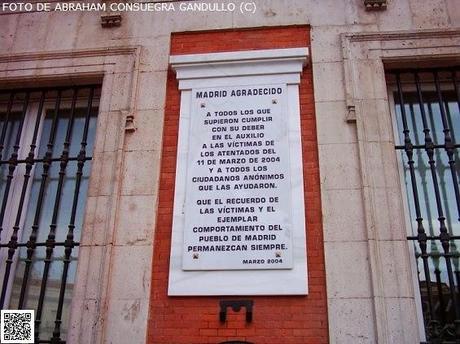 FOTO DE ABRAHAM CONSUEGRA GANDULLO (C)
MADRID AGRADECIDO
A TODOS LOS QUE
SUPIERON CUMPLIR
CON SU DEBER
EN EL AUXILIO
A LAS VÍCTIMAS DE
LOS ATENTADOS DEL
11 DE MARZO DE 2004
Y A TODOS LOS
CIUDADANOS ANÓNIMOS
QUE LAS AYUDARON.
QUE EL RECUERDO DE
LAS VÍCTIMAS Y EL
EJEMPLAR
COMPORTAMIENTO DEL
PUEBLO DE MADRID
PERMANEZCAN SIEMPRE.
MARZO 2004